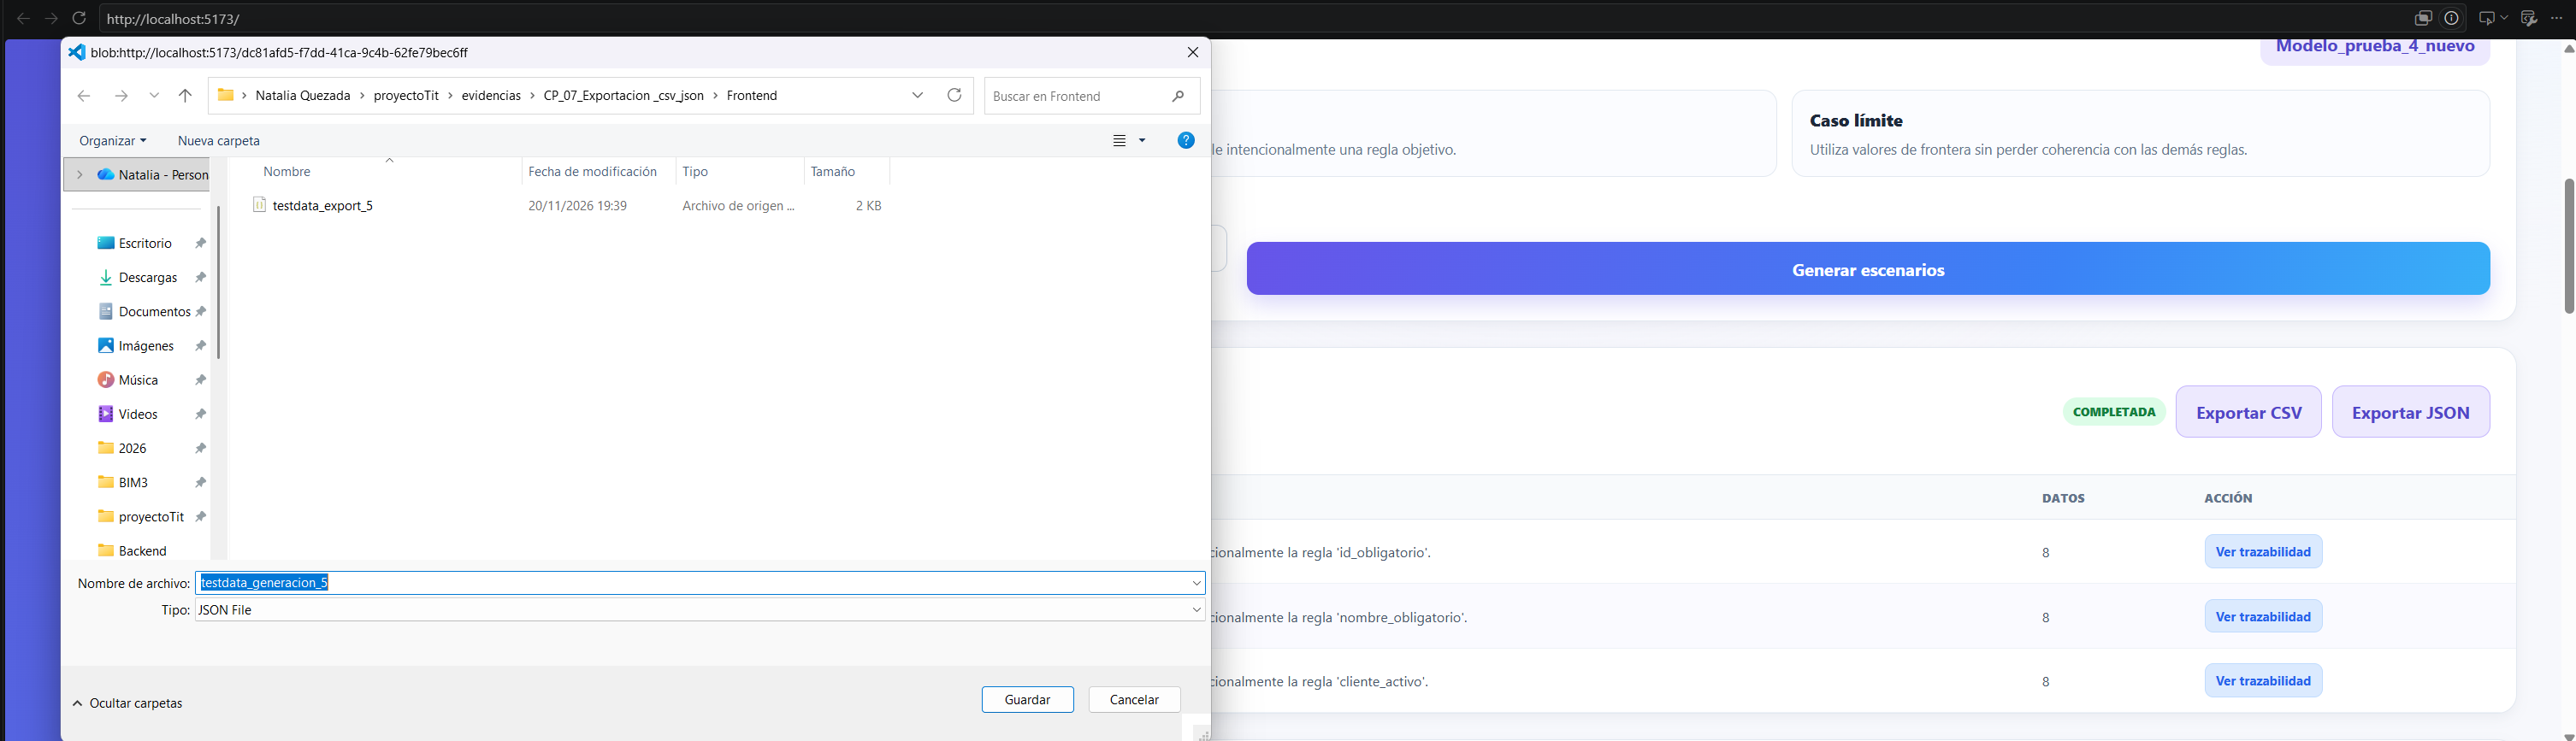 http://localhost:5173/
blob:http://localhost:5173/dc81afd5-f7dd-41ca-9c4b-62fe79bec6ff
Natalia Quezada > proyectoTit > evidencias > CP_07_Exportacion _csv_json > Frontend
Buscar en Frontend
Organizar
Nueva carpeta
Natalia - Person
Nombre
Fecha de modificación
Tipo
Tamaño
testdata_export_5
20/11/2026 19:39
Archivo de origen ...
2 KB
Escritorio
Descargas
Documentos
Imágenes
Música
Videos
2026
BIM3
proyectoTit
Backend
Nombre de archivo: testdata_generacion_5
Tipo: JSON File
Ocultar carpetas
Guardar
Cancelar
Modelo_prueba_4_nuevo
le intencionalmente una regla objetivo.
Caso límite
Utiliza valores de frontera sin perder coherencia con las demás reglas.
Generar escenarios
COMPLETADA
Exportar CSV
Exportar JSON
DATOS
ACCIÓN
cionalmente la regla 'id_obligatorio'.
8
Ver trazabilidad
cionalmente la regla 'nombre_obligatorio'.
8
Ver trazabilidad
cionalmente la regla 'cliente_activo'.
8
Ver trazabilidad